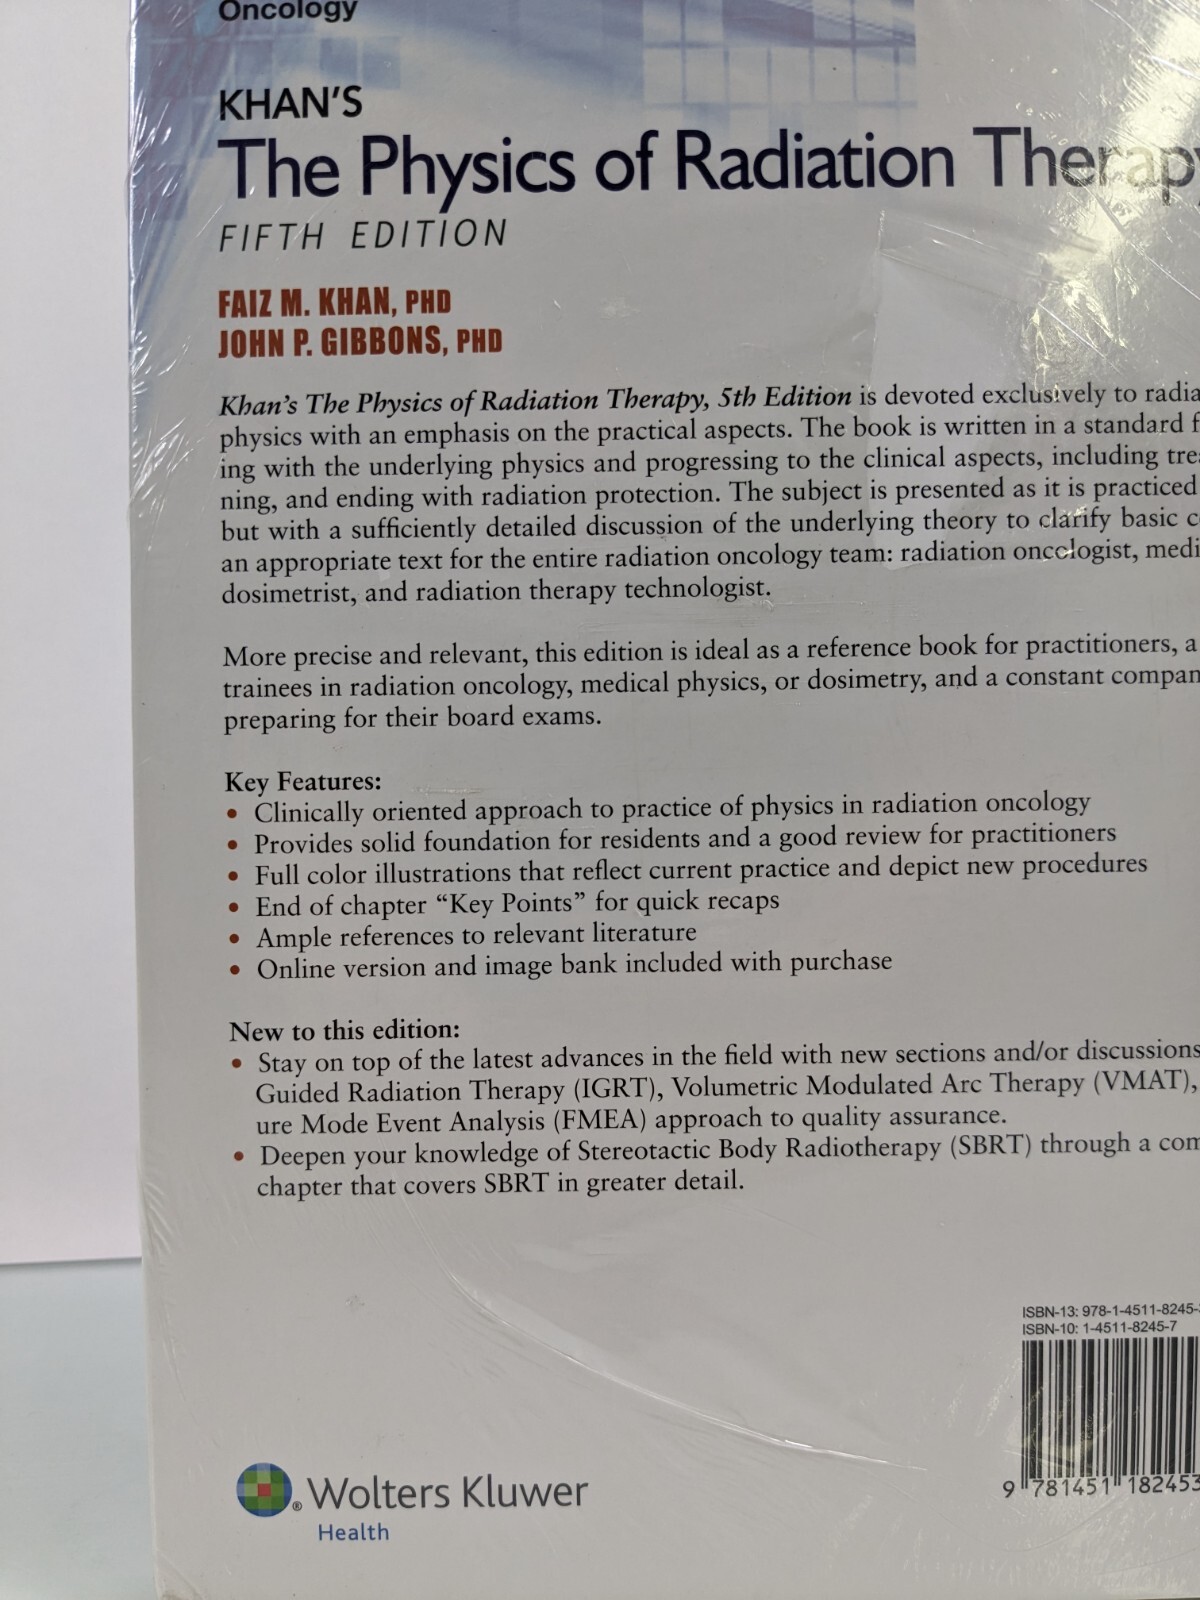 Oncology
KHAN'S
The Physics of Radiation Therapy
FIFTH EDITION
FAIZ M. KHAN, PHD
JOHN P. GIBBONS, PHD
Khan's The Physics of Radiation Therapy, 5th Edition is devoted exclusively to radia
physics with an emphasis on the practical aspects. The book is written in a standard f
ing with the underlying physics and progressing to the clinical aspects, including trea
ning, and ending with radiation protection. The subject is presented as it is practiced
but with a sufficiently detailed discussion of the underlying theory to clarify basic c
an appropriate text for the entire radiation oncology team: radiation oncologist, medi
dosimetrist, and radiation therapy technologist.
More precise and relevant, this edition is ideal as a reference book for practitioners, a
trainees in radiation oncology, medical physics, or dosimetry, and a constant compan
preparing for their board exams.
Key Features:
• Clinically oriented approach to practice of physics in radiation oncology
• Provides solid foundation for residents and a good review for practitioners
• Full color illustrations that reflect current practice and depict new procedures
• End of chapter “Key Points” for quick recaps
• Ample references to relevant literature
• Online version and image bank included with purchase
New to this edition:
• Stay on top of the latest advances in the field with new sections and/or discussions
Guided Radiation Therapy (IGRT), Volumetric Modulated Arc Therapy (VMAT),
ure Mode Event Analysis (FMEA) approach to quality assurance.
• Deepen your knowledge of Stereotactic Body Radiotherapy (SBRT) through a com
chapter that covers SBRT in greater detail.
ISBN-13: 978-1-4511-8245-
ISBN-10: 1-4511-8245-7
9 781451 182453
® Wolters Kluwer
Health